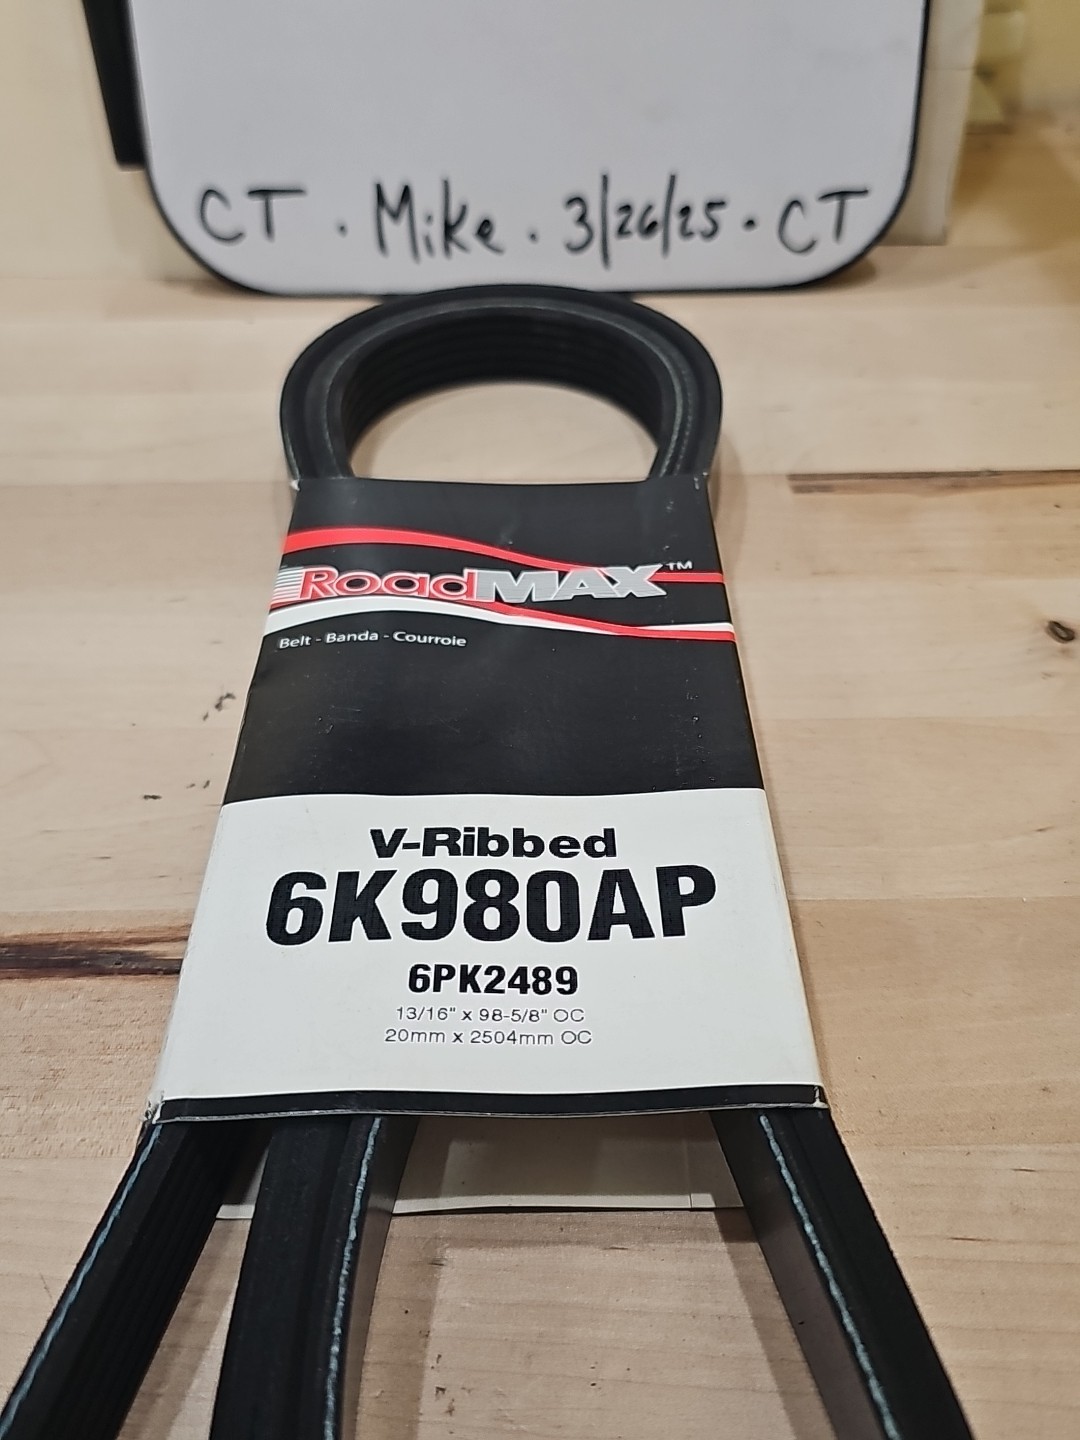 CT · Mike · 3/26/25 · CT
RoadMAX™
Belt - Banda - Courroie
V-Ribbed
6K980AP
6PK2489
13/16" x 98-5/8" OC
20mm x 2504mm OC